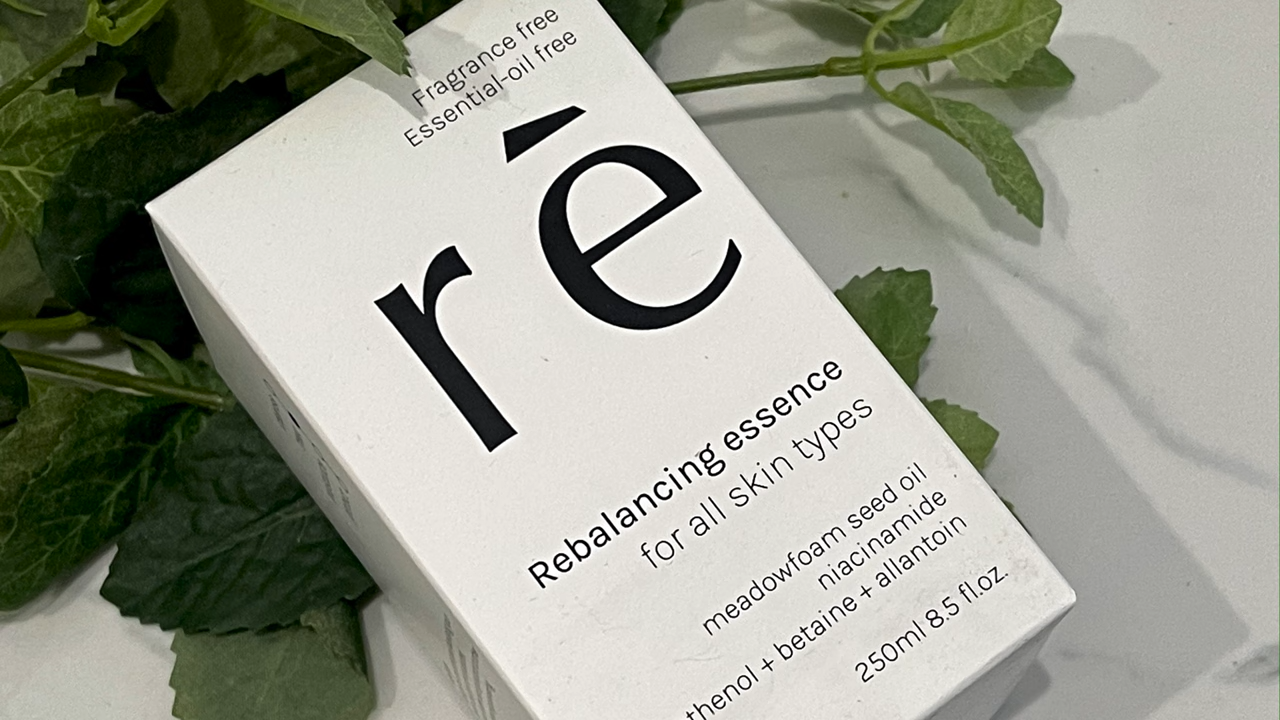 Fragrance free
Essential-oil free
rē
Rebalancing essence
for all skin types
meadowfoam seed oil
niacinamide
thenol + betaine + allantoin
250ml 8.5 fl.oz.